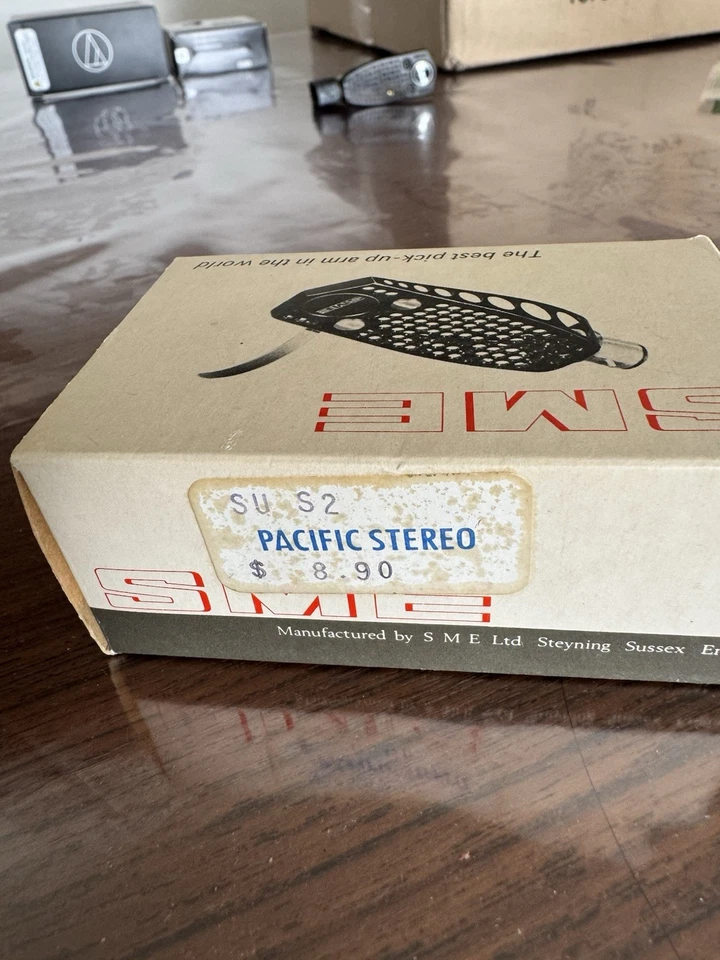 The best pick-up arm in the world
SME
SU S2
PACIFIC STEREO
$ 8.90
SME
Manufactured by S M E Ltd Steyning Sussex